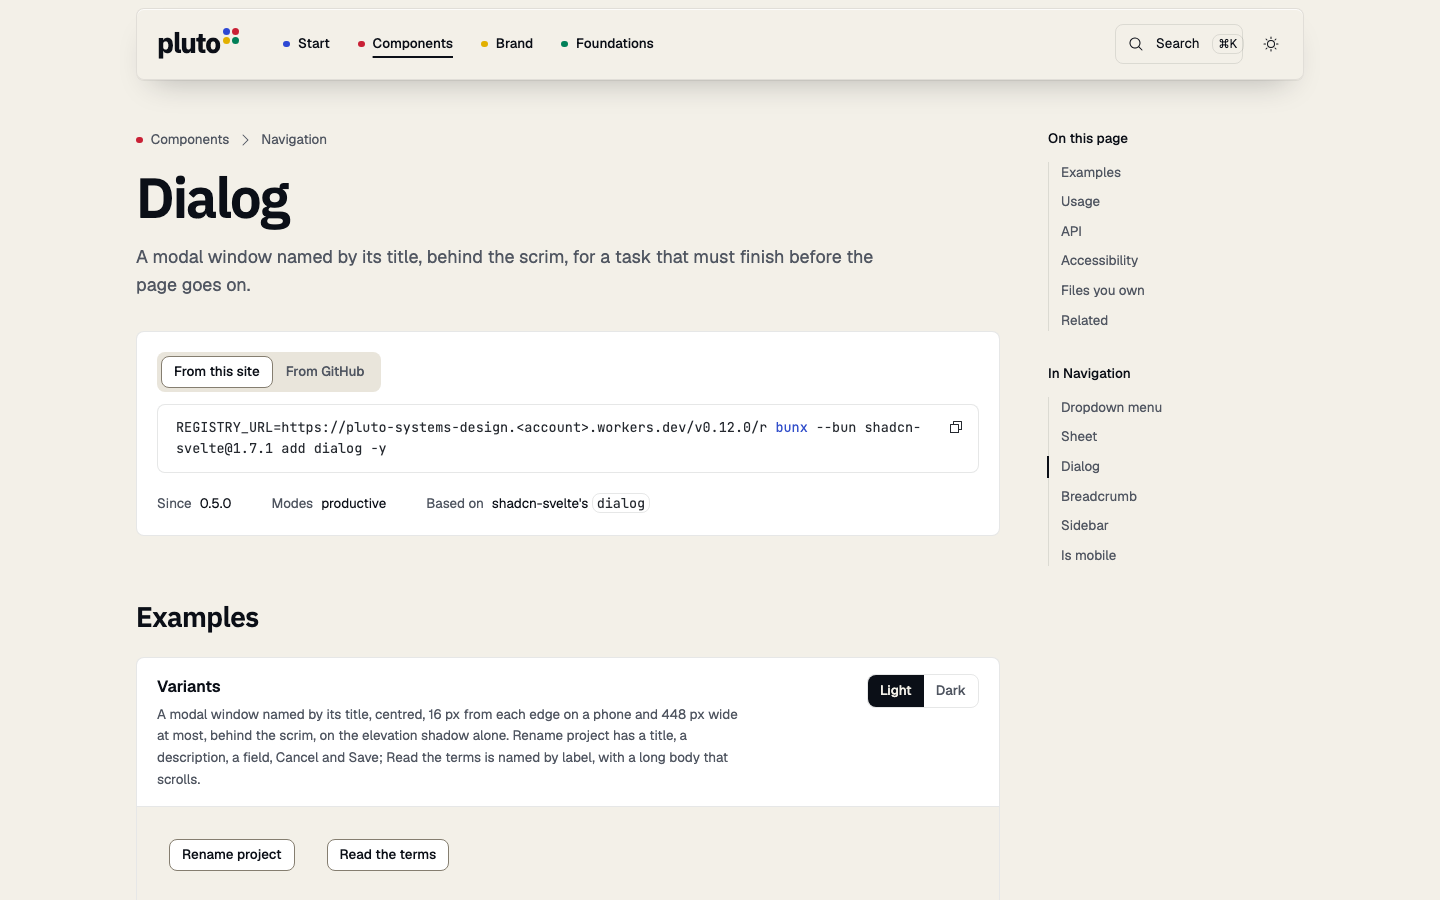 pluto
Start
Components
Brand
Foundations
Search
⌘K
Components
Navigation
Dialog
A modal window named by its title, behind the scrim, for a task that must finish before the
page goes on.
From this site
From GitHub
REGISTRY_URL=https://pluto-systems-design.<account>.workers.dev/v0.12.0/r bunx --bun shadcn-
svelte@1.7.1 add dialog -y
Since 0.5.0
Modes productive
Based on shadcn-svelte's dialog
Examples
Variants
Light
Dark
A modal window named by its title, centred, 16 px from each edge on a phone and 448 px wide
at most, behind the scrim, on the elevation shadow alone. Rename project has a title, a
description, a field, Cancel and Save; Read the terms is named by label, with a long body that
scrolls.
Rename project
Read the terms
On this page
Examples
Usage
API
Accessibility
Files you own
Related
In Navigation
Dropdown menu
Sheet
Dialog
Breadcrumb
Sidebar
Is mobile